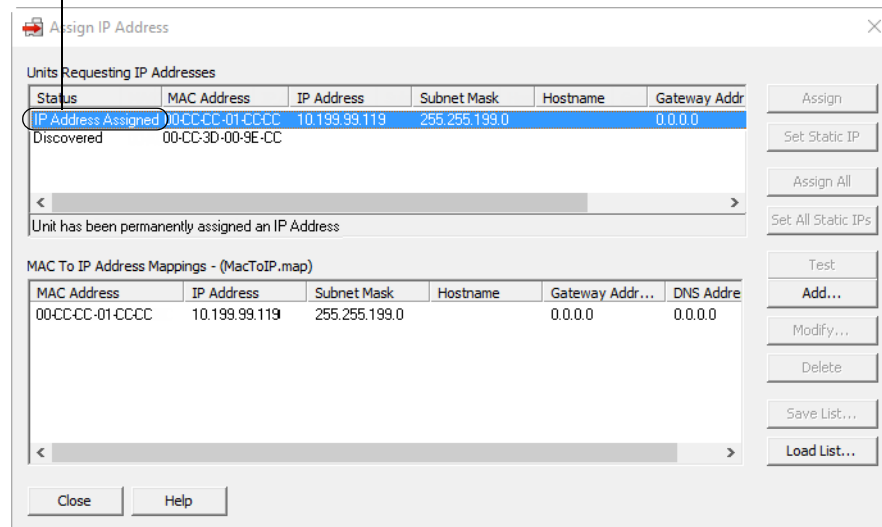 Assign IP Address
Units Requesting IP Addresses
Status MAC Address IP Address Subnet Mask Hostname Gateway Addr
IP Address Assigned 00-CC-CC-01-CC-CC 10.199.99.119 255.255.199.0 0.0.0.0
Discovered 00-CC-3D-00-9E-CC
Unit has been permanently assigned an IP Address
Assign
Set Static IP
Assign All
Set All Static IPs
MAC To IP Address Mappings - (MacToIP.map)
MAC Address IP Address Subnet Mask Hostname Gateway Addr... DNS Addre
00-CC-CC-01-CC-CC 10.199.99.119 255.255.199.0 0.0.0.0 0.0.0.0
Test
Add...
Modify...
Delete
Save List...
Load List...
Close Help